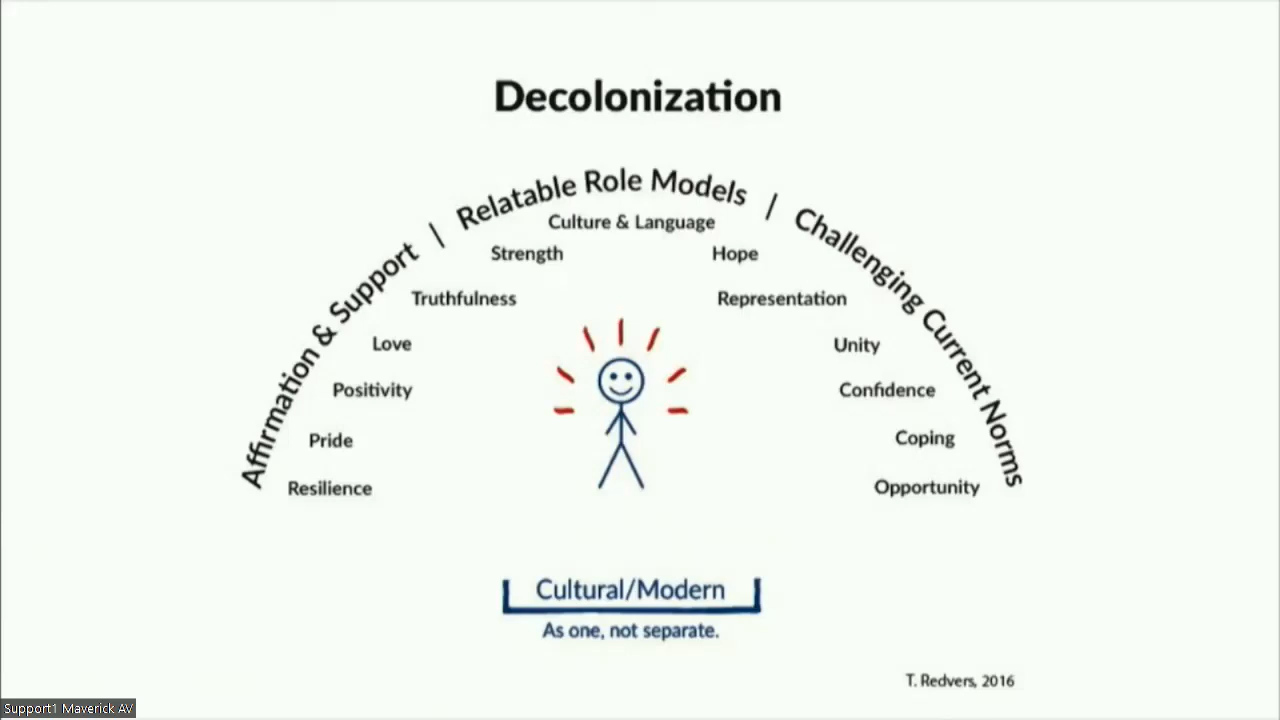 Decolonization
Affirmation & Support | Relatable Role Models | Challenging Current Norms
Culture & Language
Strength
Hope
Truthfulness
Representation
Love
Unity
Positivity
Confidence
Pride
Coping
Resilience
Opportunity
Cultural/Modern
As one, not separate.
T. Redvers, 2016
Support1 Maverick AV